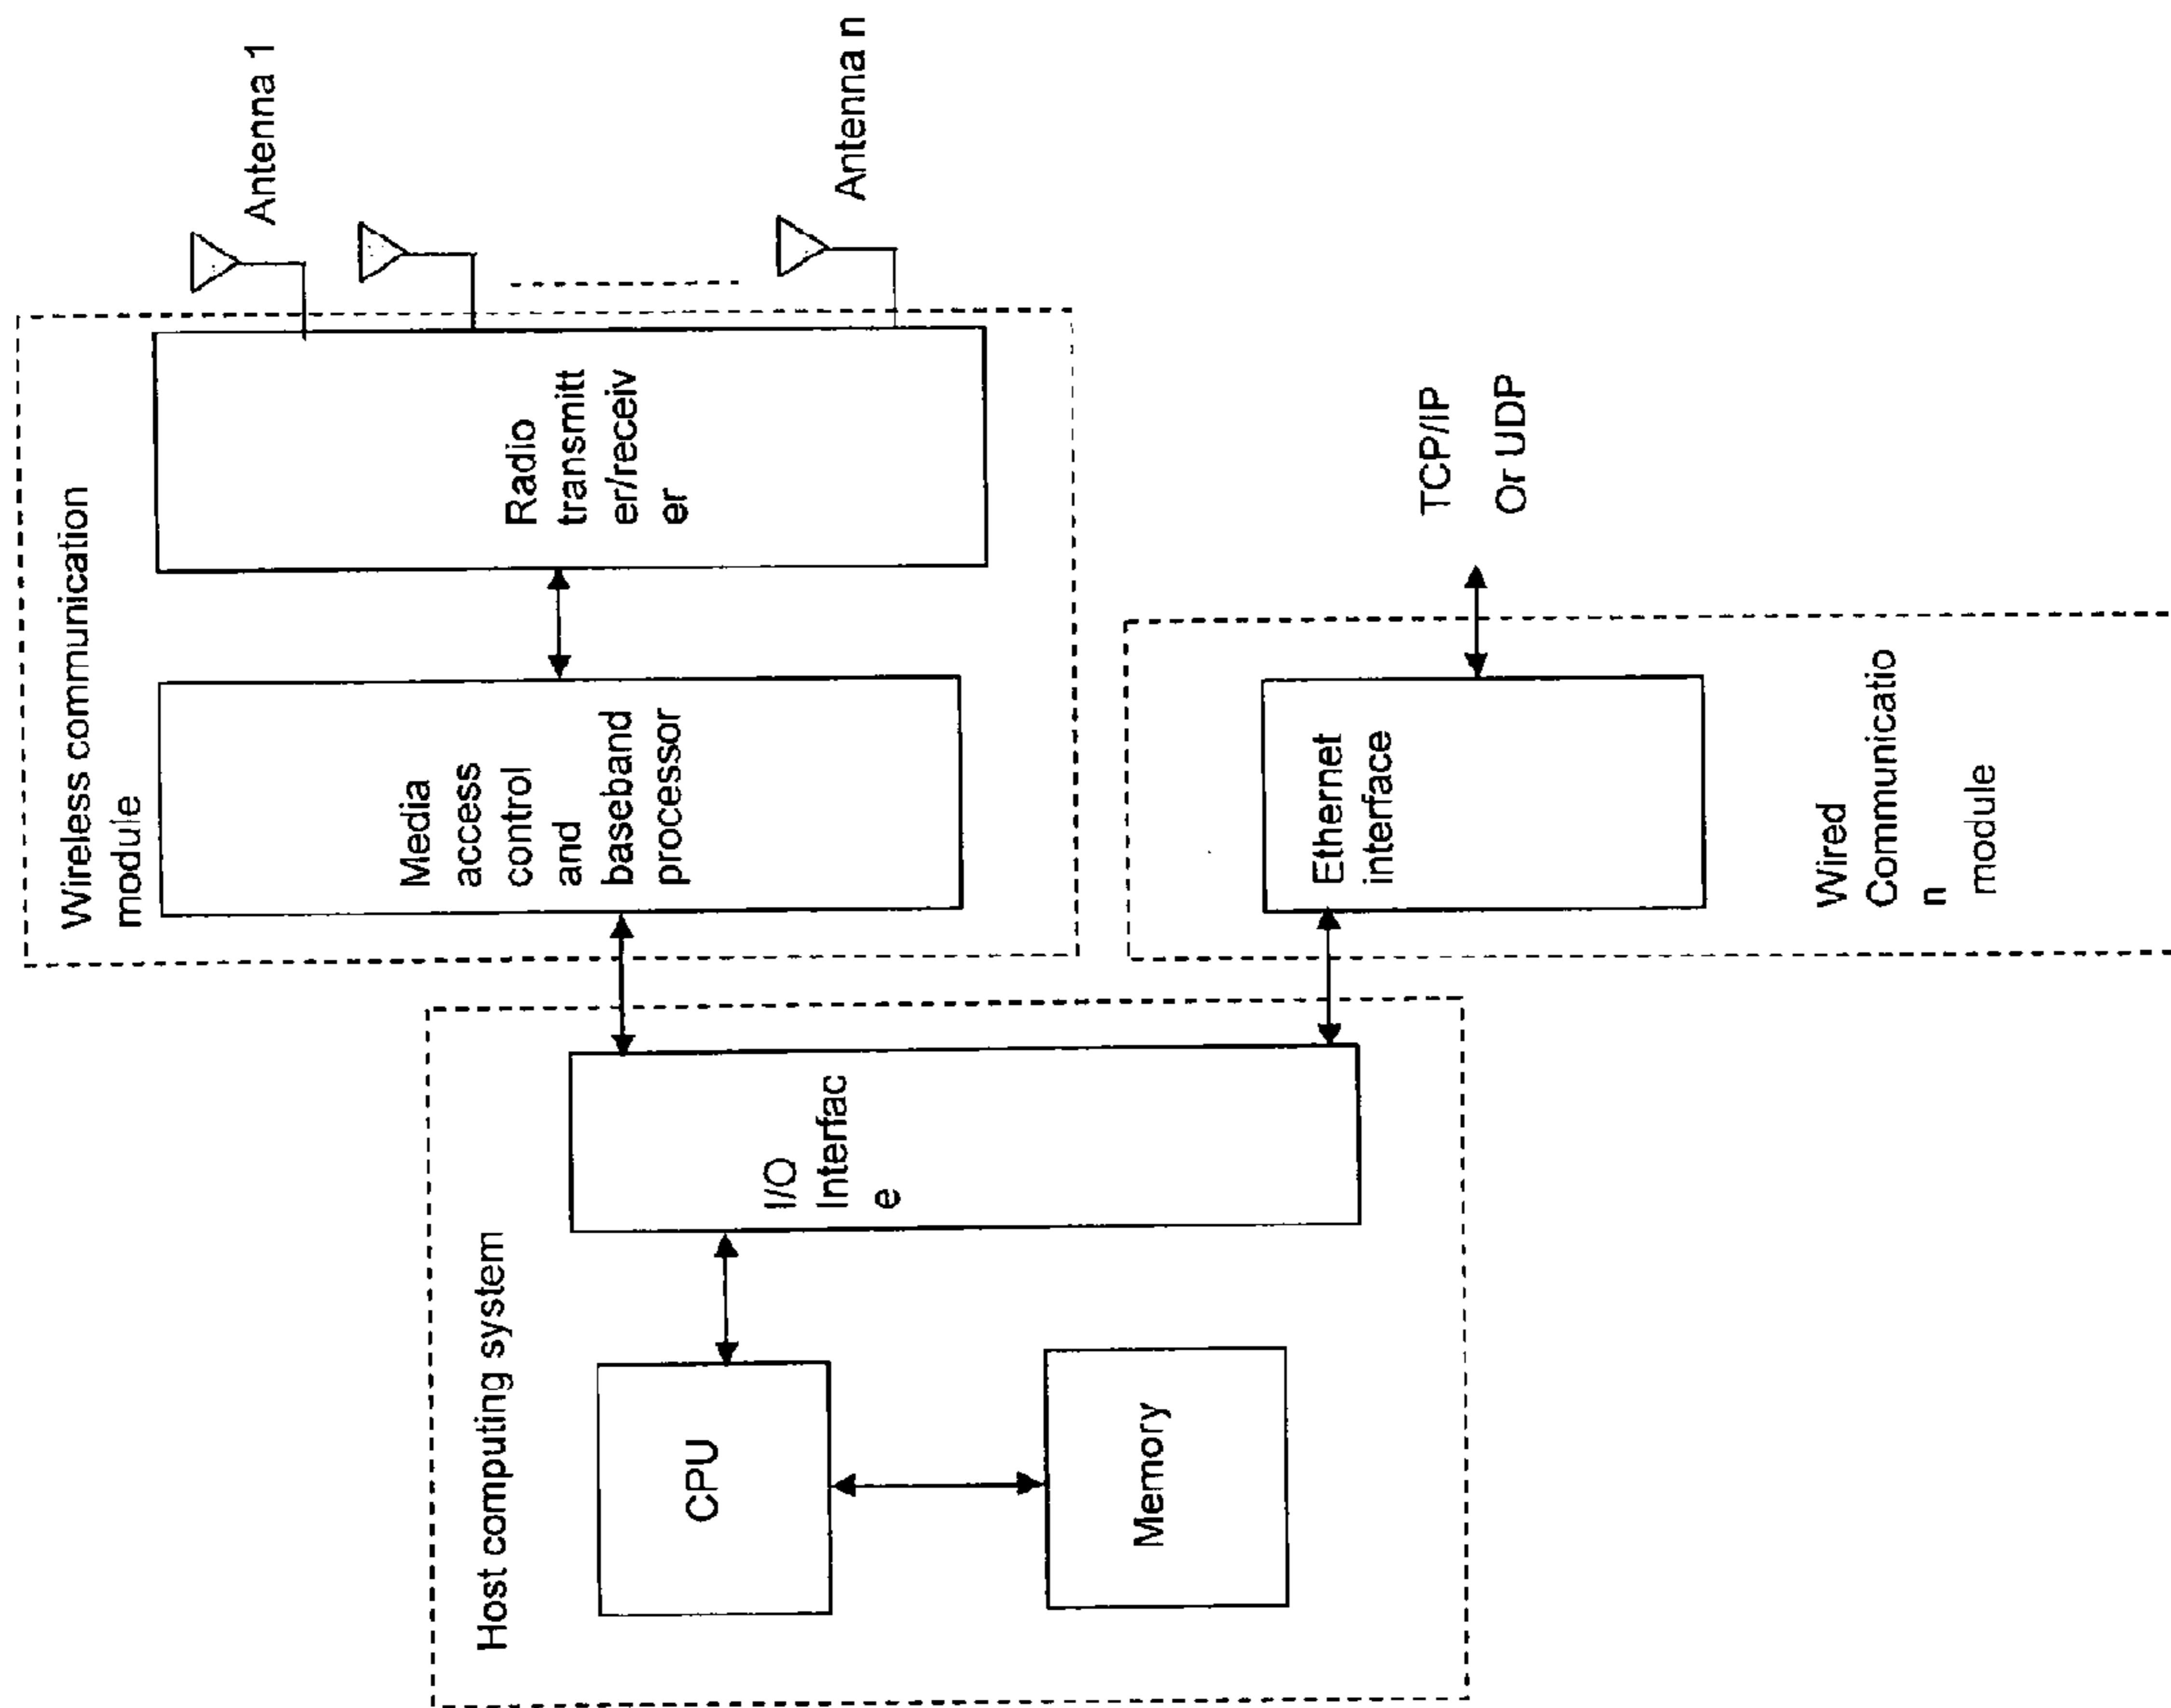 Wireless communication
module
Antenna 1
Antenna n
Radio
transmitt
er/receiv
er
Media
access
control
and
baseband
processor
Host computing system
CPU
Memory
I/O
Interfac
e
Ethernet
interface
TCP/IP
Or UDP
Wired
Communicatio
n
module